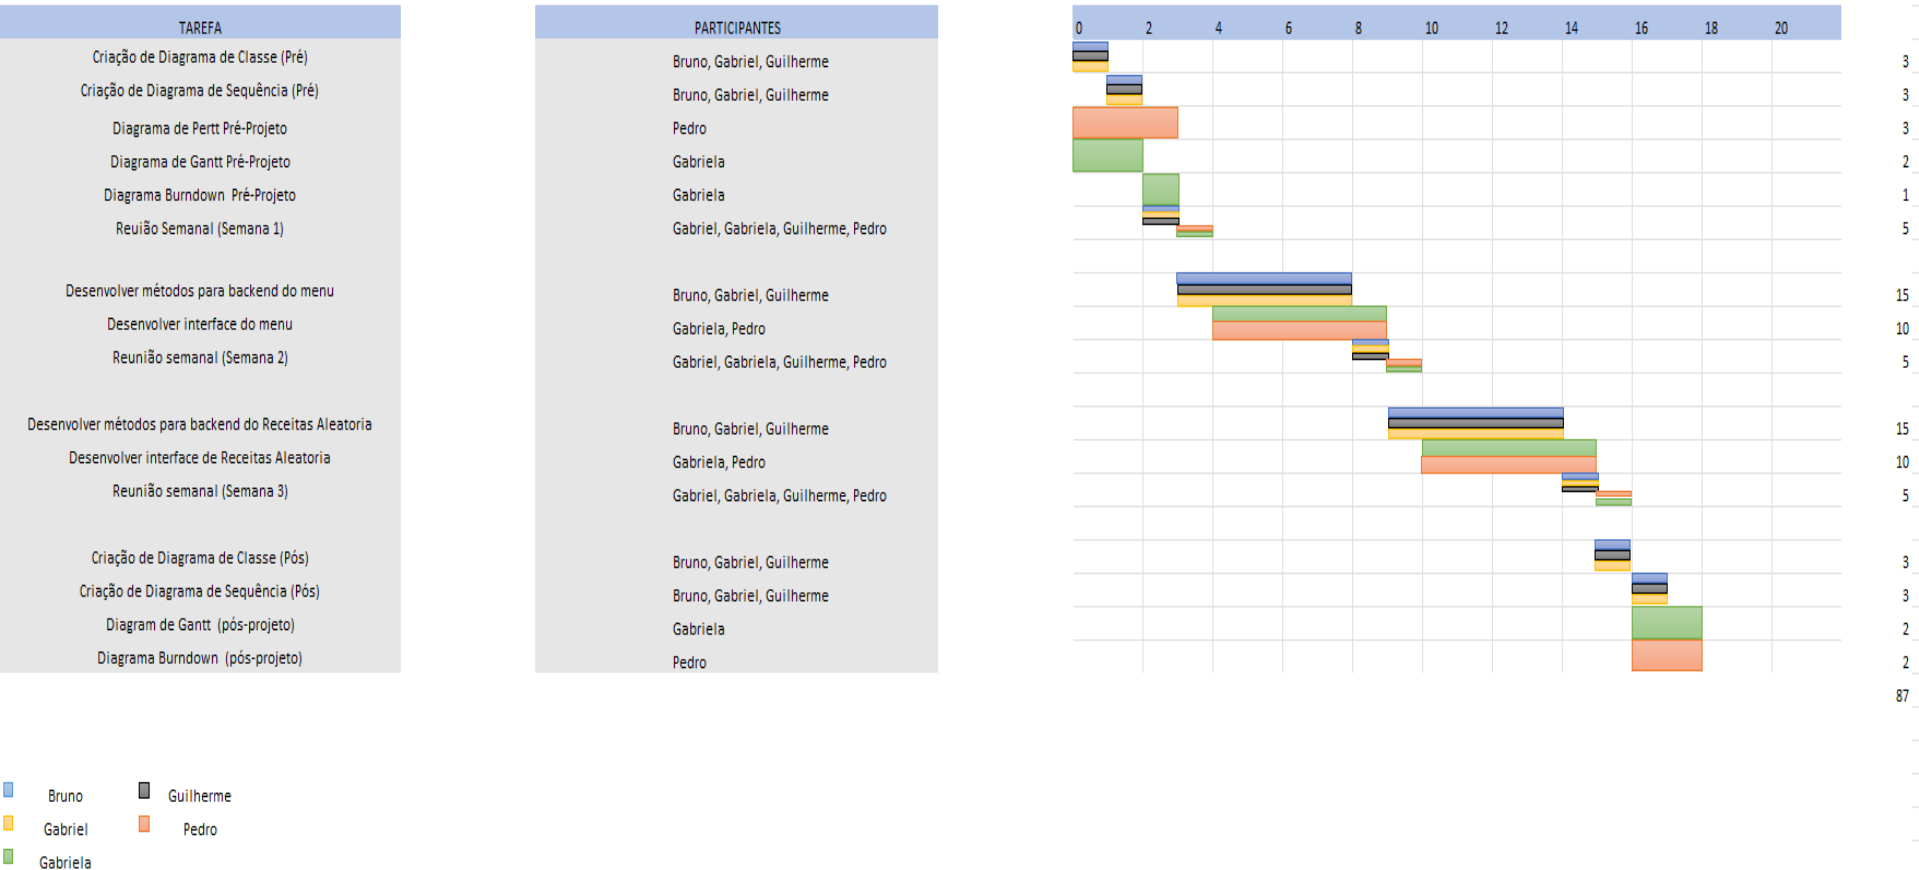 TAREFA PARTICIPANTES 0 2 4 6 8 10 12 14 16 18 20
Criação de Diagrama de Classe (Pré) Bruno, Gabriel, Guilherme 3
Criação de Diagrama de Sequência (Pré) Bruno, Gabriel, Guilherme 3
Diagrama de Pertt Pré-Projeto Pedro 3
Diagrama de Gantt Pré-Projeto Gabriela 2
Diagrama Burndown Pré-Projeto Gabriela 1
Reuião Semanal (Semana 1) Gabriel, Gabriela, Guilherme, Pedro 5
Desenvolver métodos para backend do menu Bruno, Gabriel, Guilherme 15
Desenvolver interface do menu Gabriela, Pedro 10
Reunião semanal (Semana 2) Gabriel, Gabriela, Guilherme, Pedro 5
Desenvolver métodos para backend do Receitas Aleatoria Bruno, Gabriel, Guilherme 15
Desenvolver interface de Receitas Aleatoria Gabriela, Pedro 10
Reunião semanal (Semana 3) Gabriel, Gabriela, Guilherme, Pedro 5
Criação de Diagrama de Classe (Pós) Bruno, Gabriel, Guilherme 3
Criação de Diagrama de Sequência (Pós) Bruno, Gabriel, Guilherme 3
Diagram de Gantt (pós-projeto) Gabriela 2
Diagrama Burndown (pós-projeto) Pedro 2
87
Bruno Guilherme
Gabriel Pedro
Gabriela